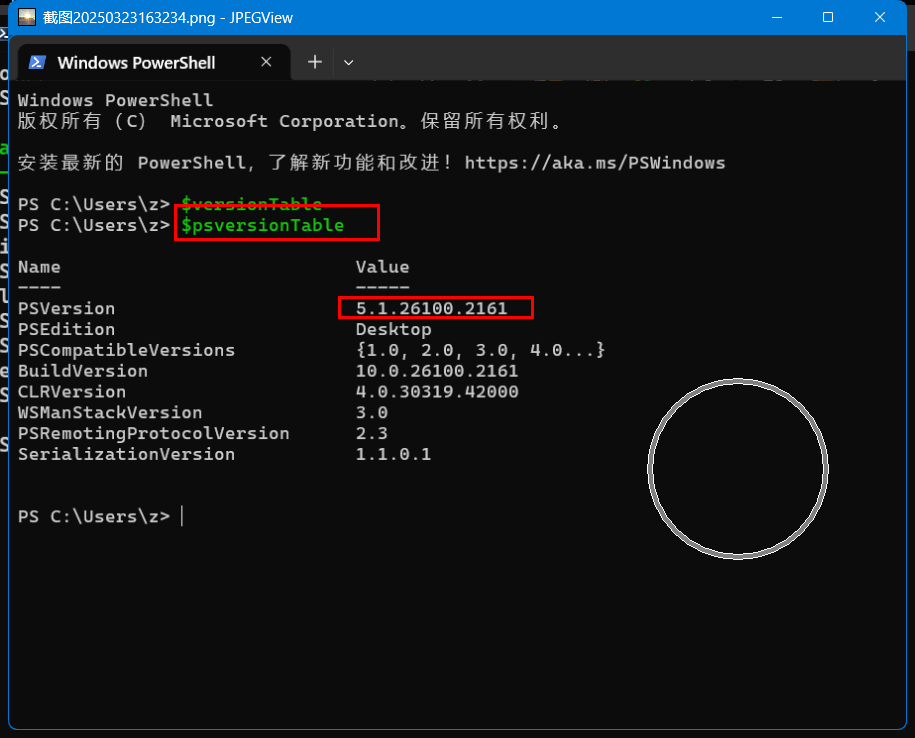 截图20250323163234.png - JPEGView
Windows PowerShell
Windows PowerShell
版权所有（C） Microsoft Corporation。保留所有权利。
安装最新的 PowerShell，了解新功能和改进！https://aka.ms/PSWindows
PS C:\Users\z> $versionTable
PS C:\Users\z> $psversionTable
Name Value
---- -----
PSVersion 5.1.26100.2161
PSEdition Desktop
PSCompatibleVersions {1.0, 2.0, 3.0, 4.0...}
BuildVersion 10.0.26100.2161
CLRVersion 4.0.30319.42000
WSManStackVersion 3.0
PSRemotingProtocolVersion 2.3
SerializationVersion 1.1.0.1
PS C:\Users\z>